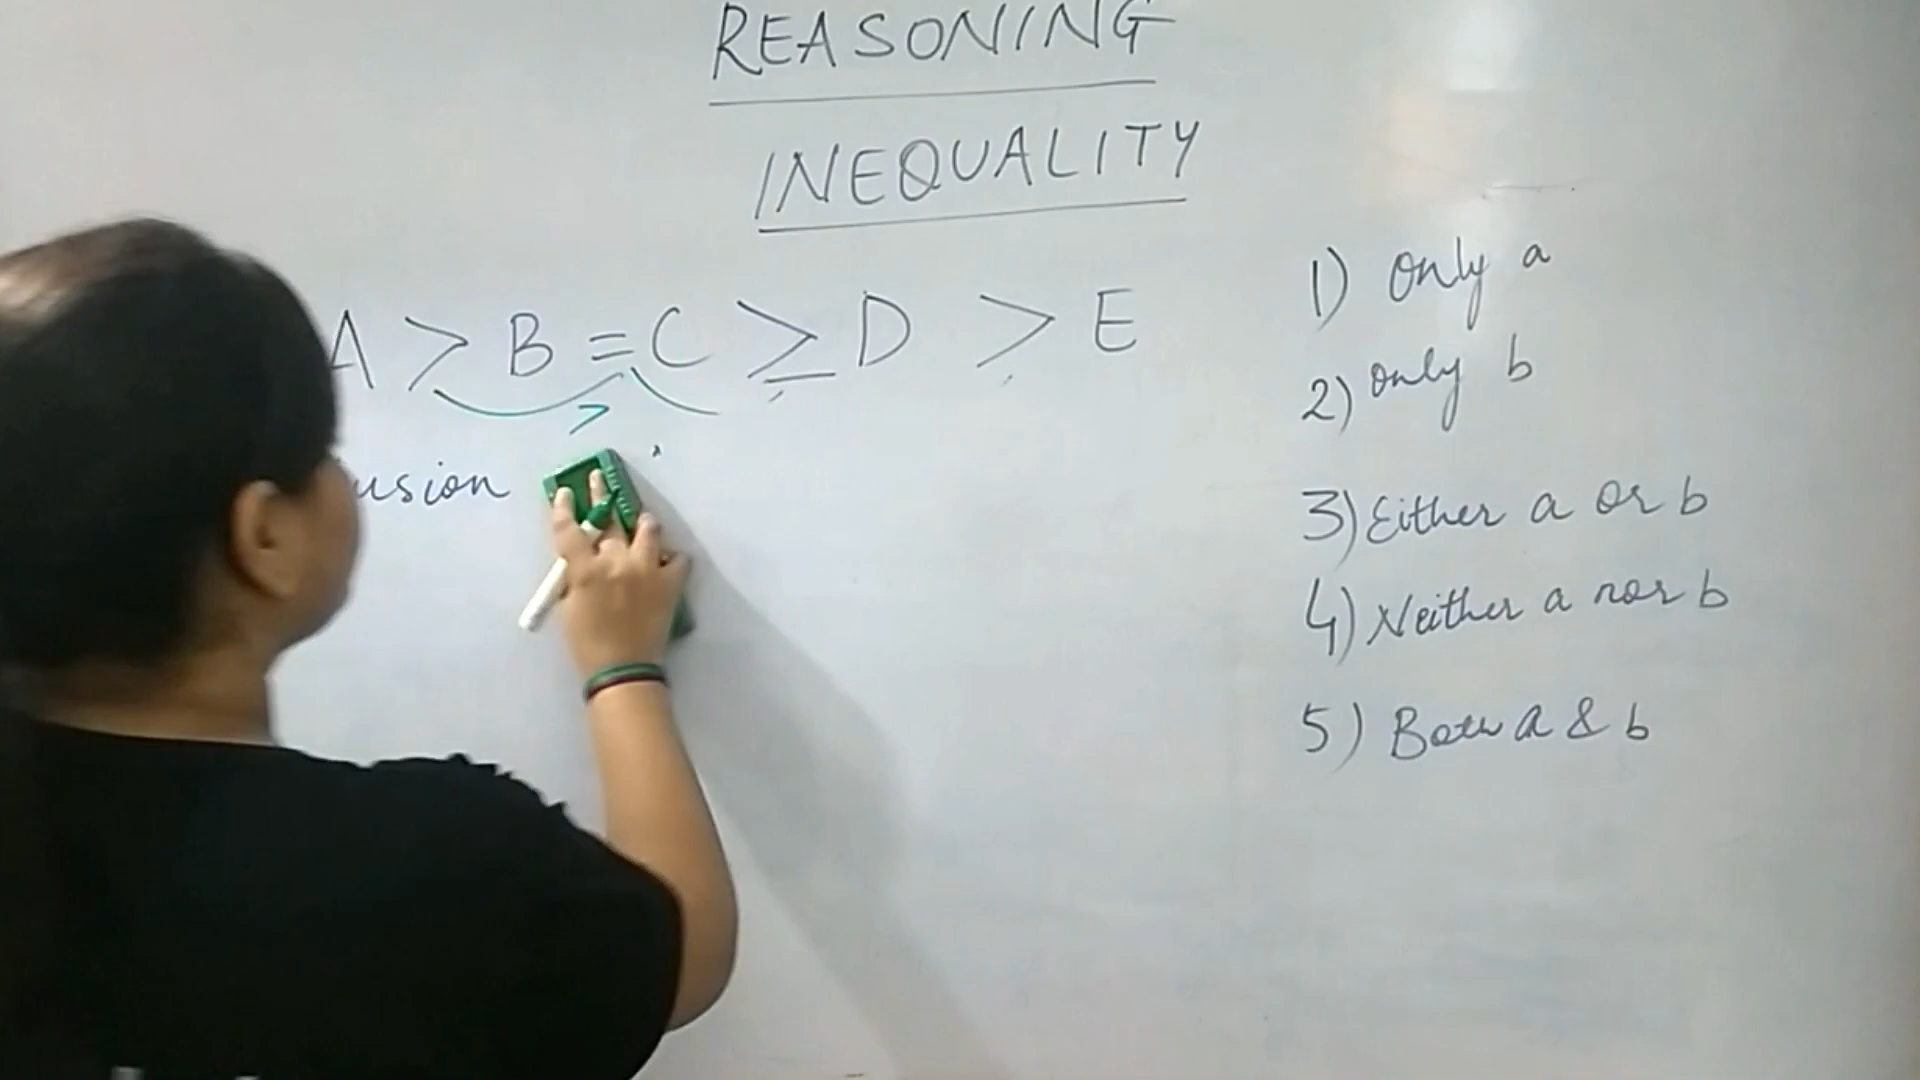 REASONING
INEQUALITY
A > B = C ≥ D > E
>
usion
1) Only a
2) Only b
3) Either a or b
4) Neither a nor b
5) Both a & b